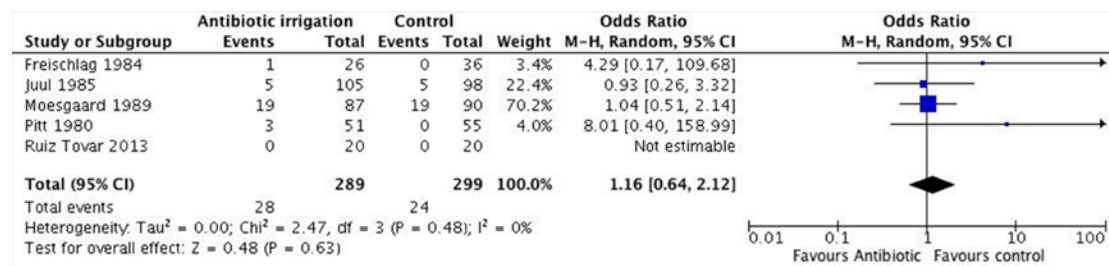 Antibiotic irrigation Control Odds Ratio Odds Ratio
Study or Subgroup Events Total Events Total Weight M-H, Random, 95% CI M-H, Random, 95% CI
Freischlag 1984 1 26 0 36 3.4% 4.29 [0.17, 109.68]
Juul 1985 5 105 5 98 22.4% 0.93 [0.26, 3.32]
Moesgaard 1989 19 87 19 90 70.2% 1.04 [0.51, 2.14]
Pitt 1980 3 51 0 55 4.0% 8.01 [0.40, 158.99]
Ruiz Tovar 2013 0 20 0 20 Not estimable
Total (95% CI) 289 299 100.0% 1.16 [0.64, 2.12]
Total events 28 24
Heterogeneity: Tau² = 0.00; Chi² = 2.47, df = 3 (P = 0.48); I² = 0%
Test for overall effect: Z = 0.48 (P = 0.63)
0.01 0.1 1 10 100
Favours Antibiotic Favours control